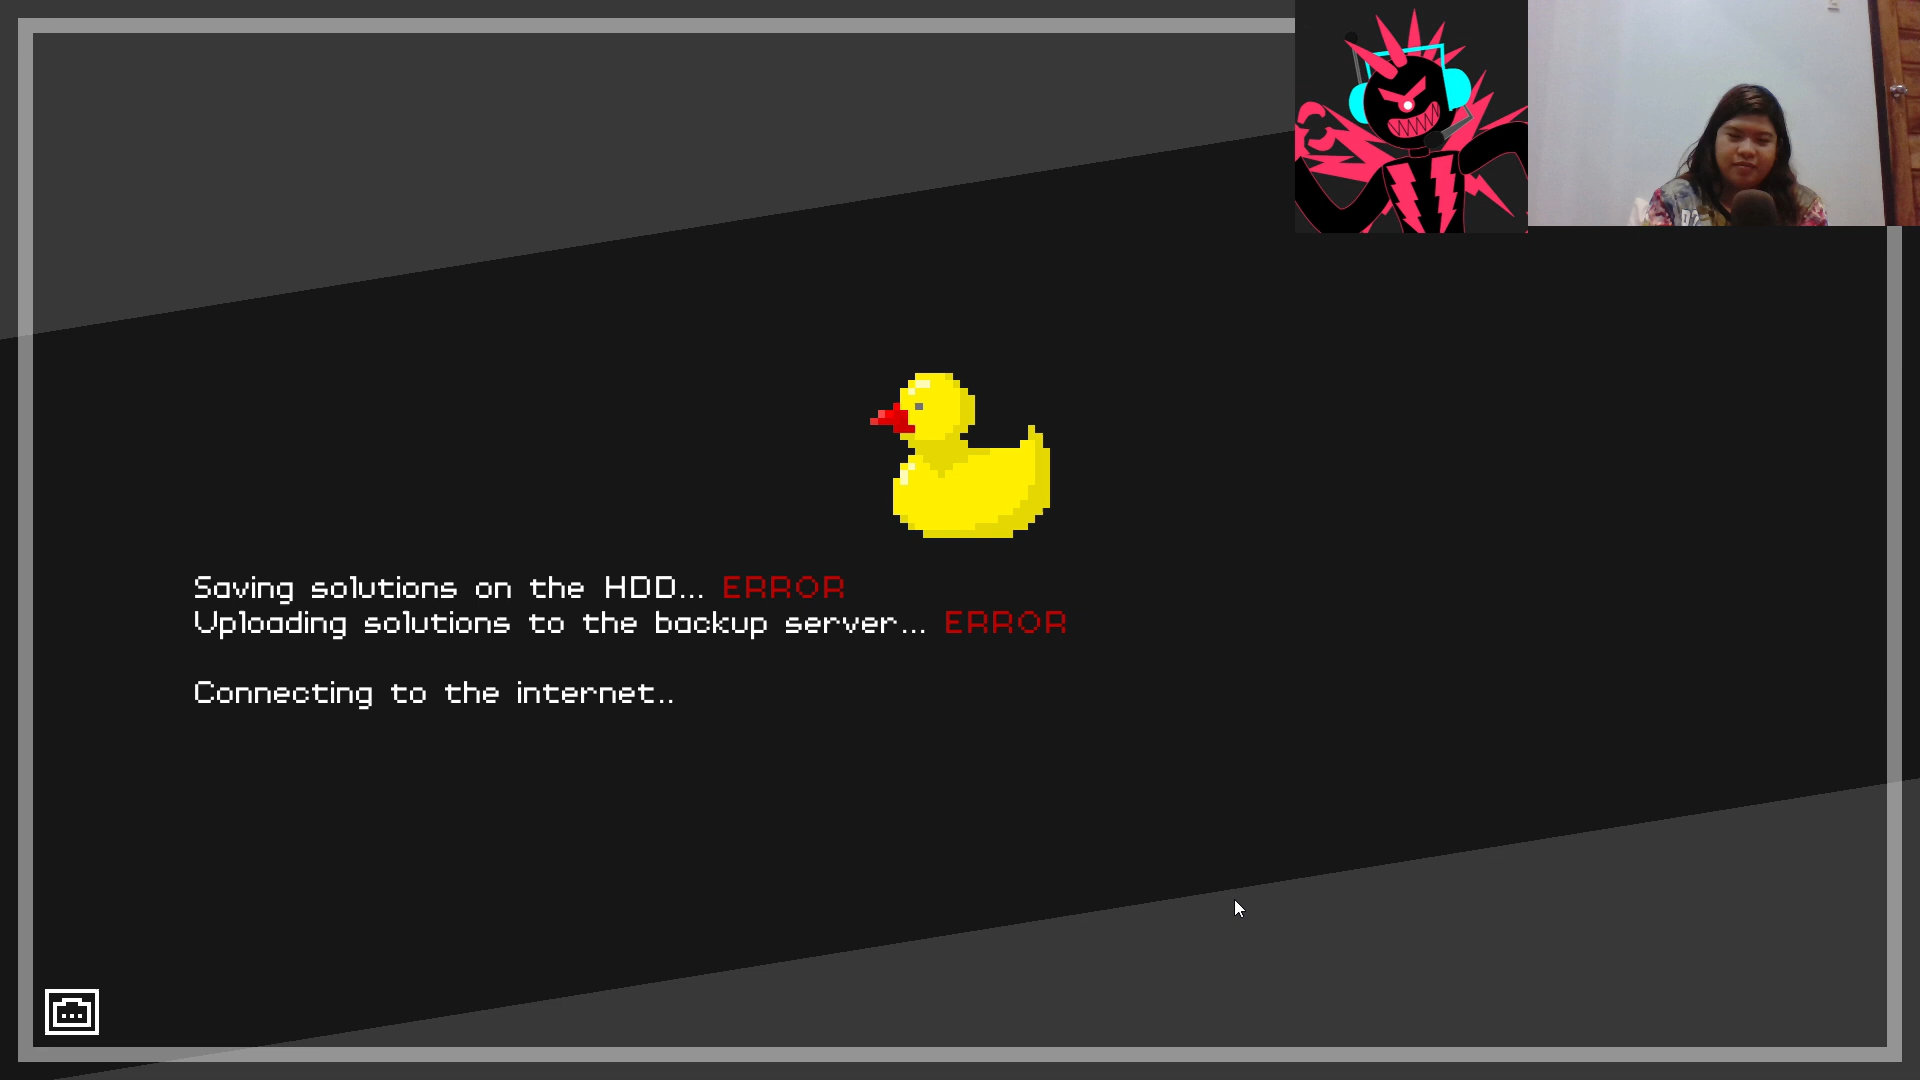 Saving solutions on the HDD... ERROR
Uploading solutions to the backup server... ERROR
Connecting to the internet..